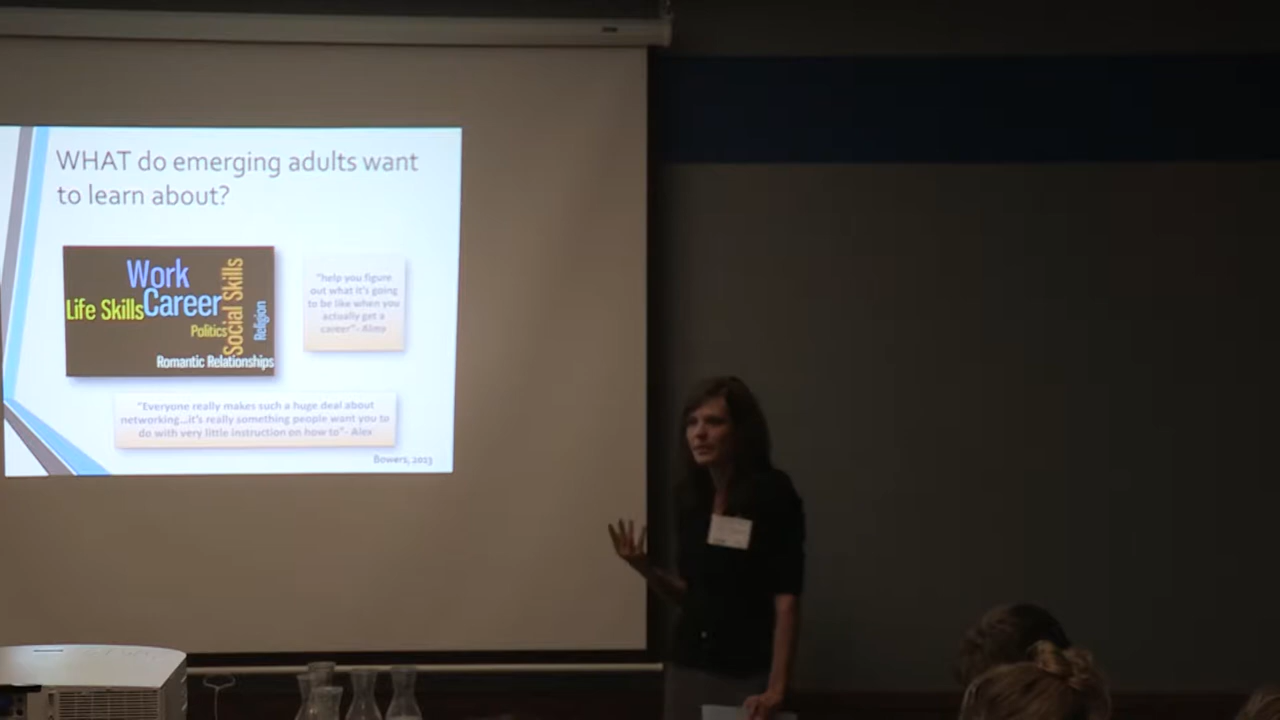 WHAT do emerging adults want
to learn about?
Work
Life Skills
Career
Social Skills
Politics
Religion
Romantic Relationships
"help you figure
out what it's going
to be like when you
actually get a
career"- Alma
"Everyone really makes such a huge deal about
networking...it's really something people want you to
do with very little instruction on how to"- Alex
Bowers, 2013